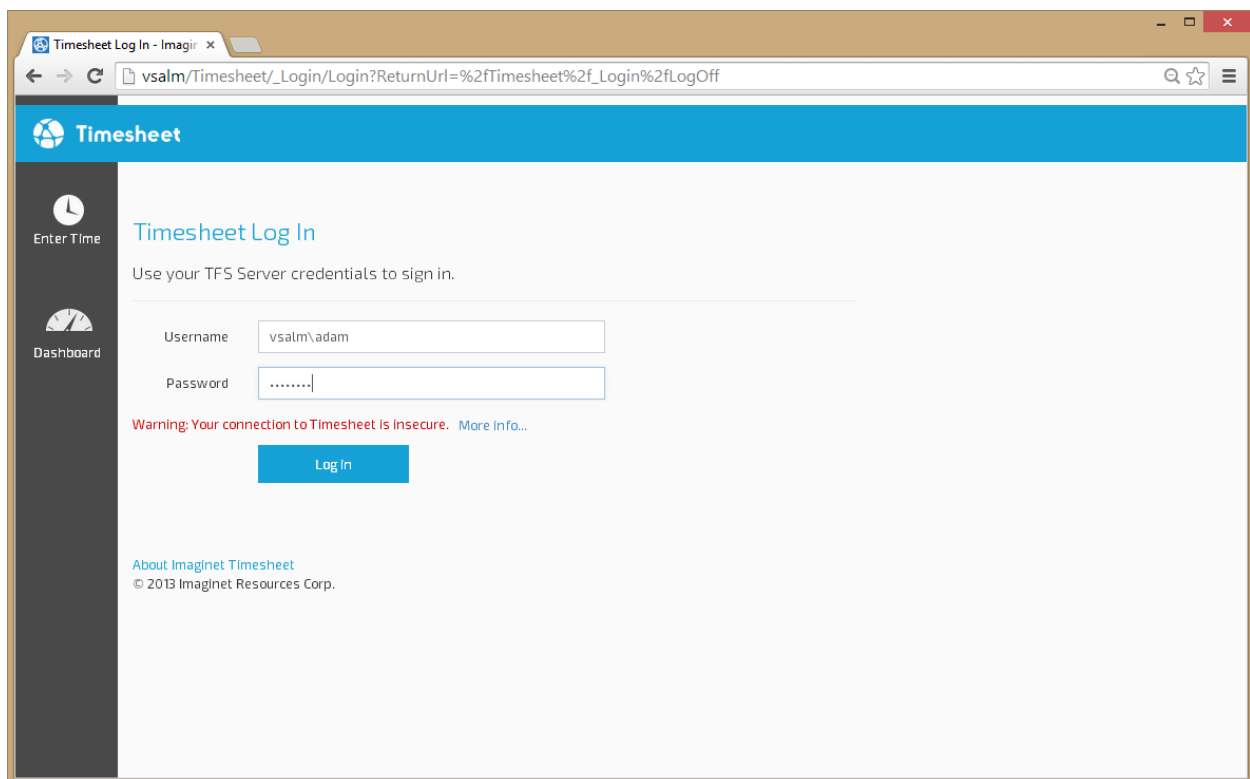 Timesheet Log In - Imagin
vsalm/Timesheet/_Login/Login?ReturnUrl=%2fTimesheet%2f_Login%2fLogOff
Timesheet
Enter Time
Dashboard
Timesheet Log In
Use your TFS Server credentials to sign in.
Username vsalm\adam
Password ........
Warning: Your connection to Timesheet is insecure. More info...
Log In
About Imaginet Timesheet
© 2013 Imaginet Resources Corp.